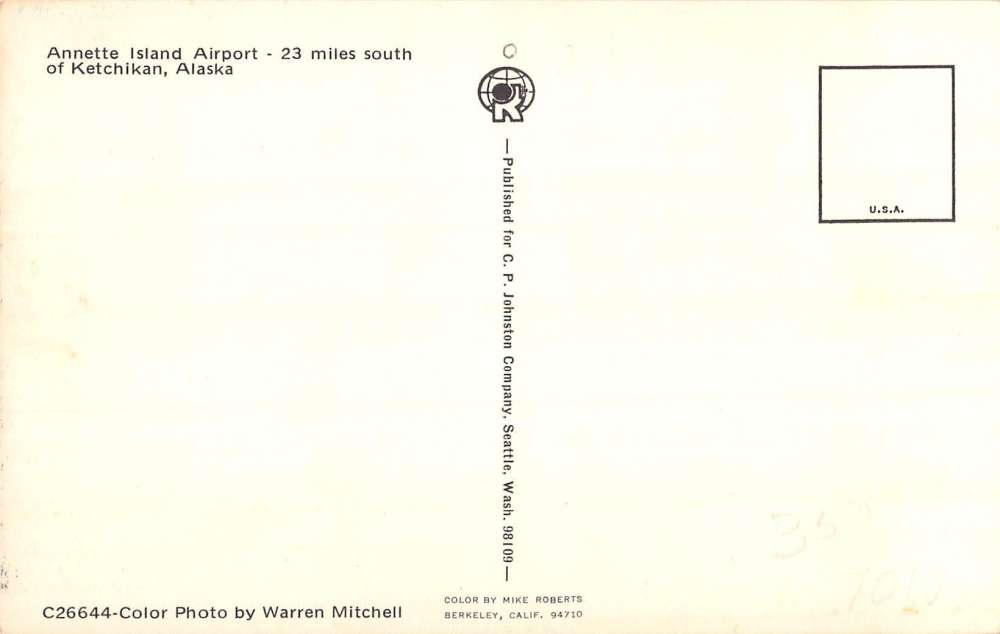 Annette Island Airport - 23 miles south
of Ketchikan, Alaska
U.S.A.
— Published for C. P. Johnston Company, Seattle, Wash. 98109 —
C26644-Color Photo by Warren Mitchell
COLOR BY MIKE ROBERTS
BERKELEY, CALIF. 94710